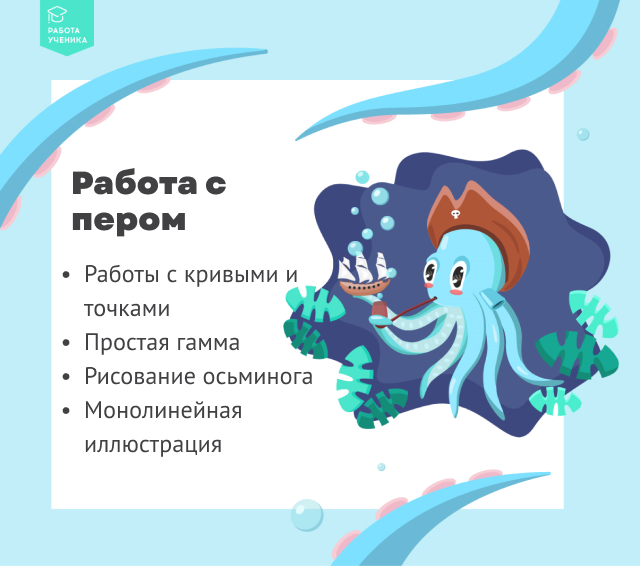 РАБОТА
УЧЕНИКА
Работа с
пером
• Работы с кривыми и
точками
• Простая гамма
• Рисование осьминога
• Монолинейная
иллюстрация